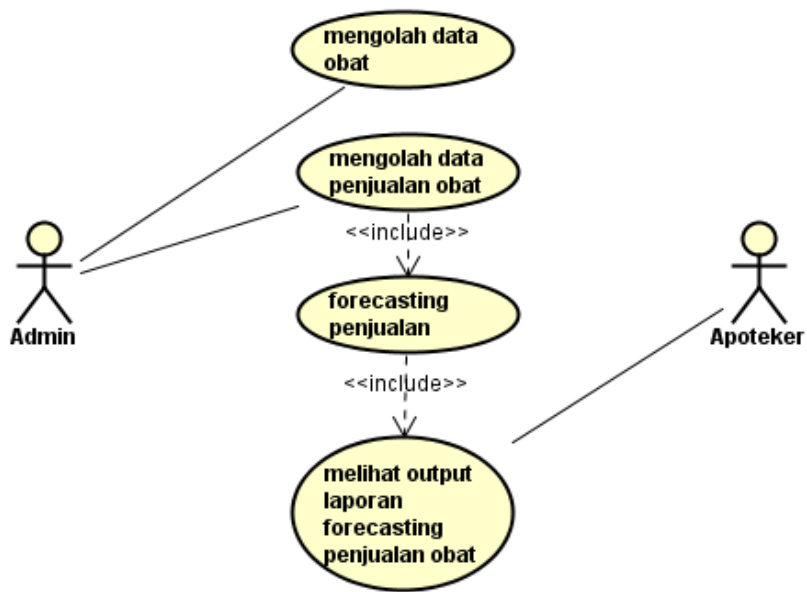 mengolah data
obat
mengolah data
penjualan obat
<<include>>
Admin
forecasting
penjualan
Apoteker
<<include>>
melihat output
laporan
forecasting
penjualan obat